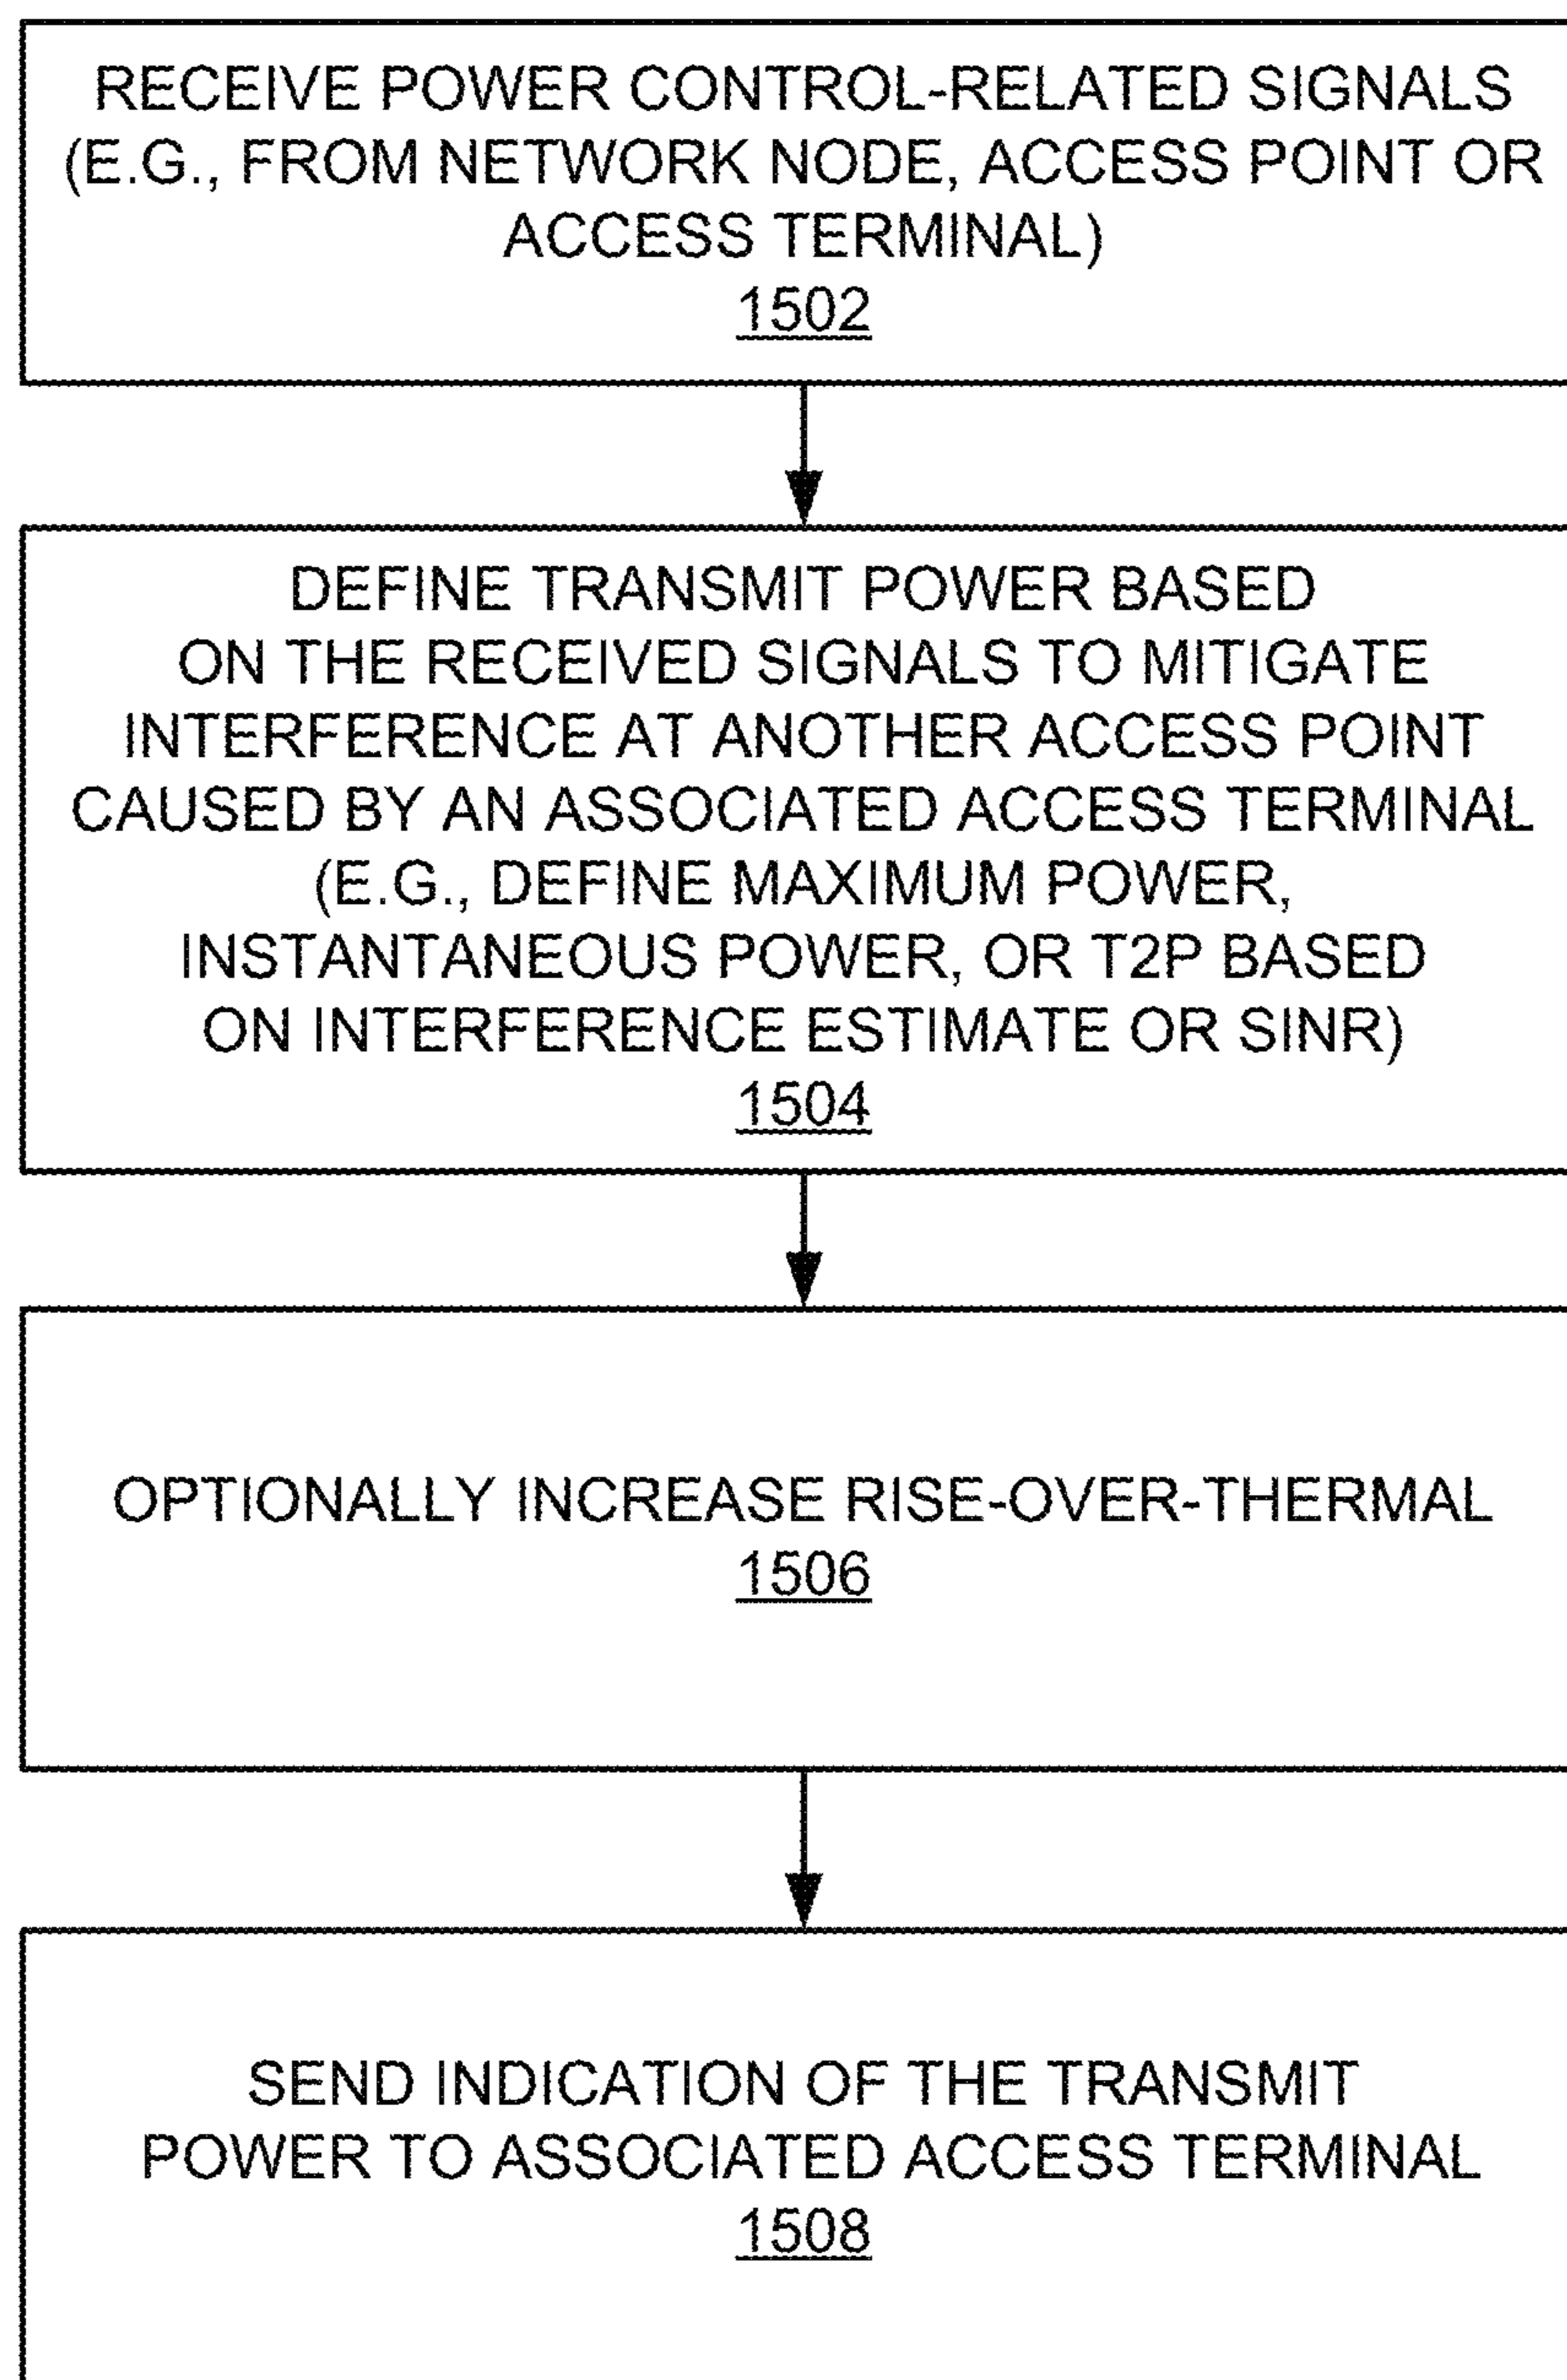 RECEIVE POWER CONTROL-RELATED SIGNALS
(E.G., FROM NETWORK NODE, ACCESS POINT OR
ACCESS TERMINAL)
1502
DEFINE TRANSMIT POWER BASED
ON THE RECEIVED SIGNALS TO MITIGATE
INTERFERENCE AT ANOTHER ACCESS POINT
CAUSED BY AN ASSOCIATED ACCESS TERMINAL
(E.G., DEFINE MAXIMUM POWER,
INSTANTANEOUS POWER, OR T2P BASED
ON INTERFERENCE ESTIMATE OR SINR)
1504
OPTIONALLY INCREASE RISE-OVER-THERMAL
1506
SEND INDICATION OF THE TRANSMIT
POWER TO ASSOCIATED ACCESS TERMINAL
1508